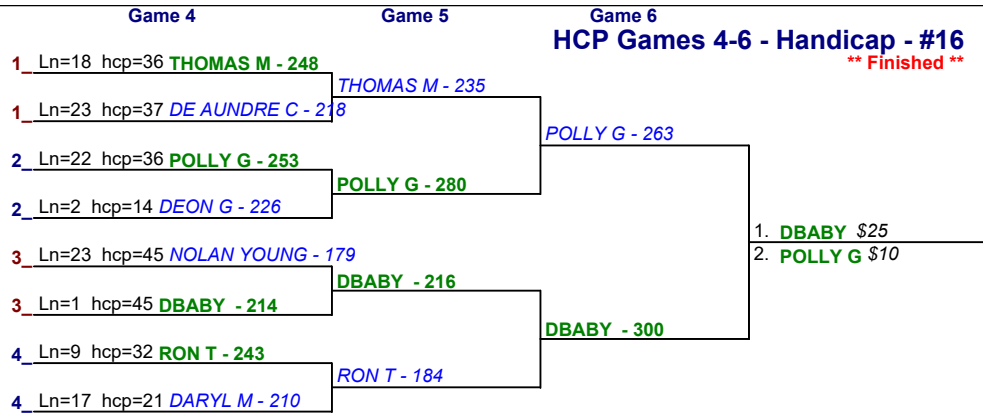 Game 4 Game 5 Game 6
HCP Games 4-6 - Handicap - #16
** Finished **
1_ Ln=18 hcp=36 THOMAS M - 248
THOMAS M - 235
1_ Ln=23 hcp=37 DE AUNDRE C - 218
POLLY G - 263
2_ Ln=22 hcp=36 POLLY G - 253
POLLY G - 280
2_ Ln=2 hcp=14 DEON G - 226
1. DBABY $25
2. POLLY G $10
3_ Ln=23 hcp=45 NOLAN YOUNG - 179
DBABY - 216
3_ Ln=1 hcp=45 DBABY - 214
DBABY - 300
4_ Ln=9 hcp=32 RON T - 243
RON T - 184
4_ Ln=17 hcp=21 DARYL M - 210